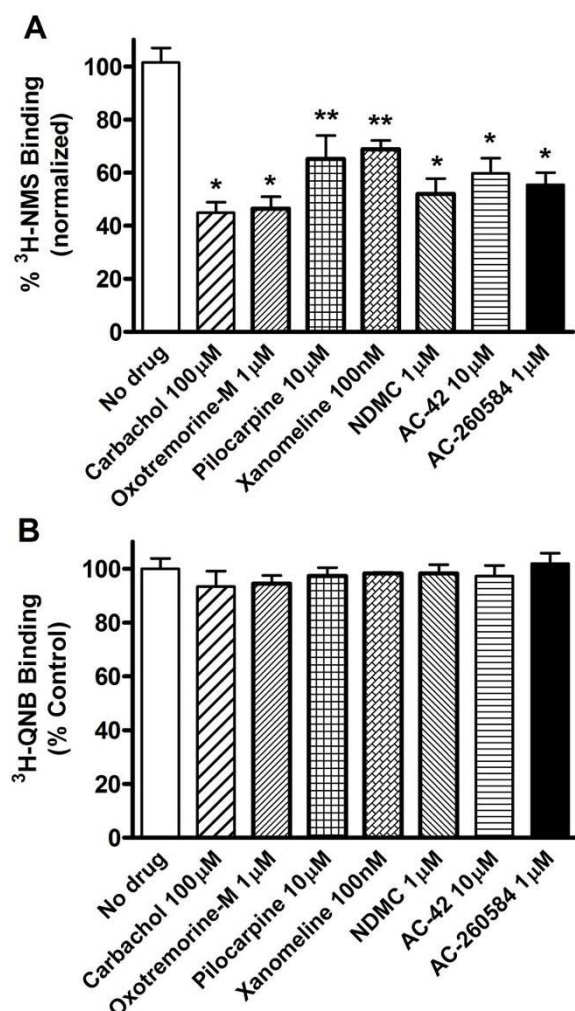 A
% ³H-NMS Binding
(normalized)
100
80
60
40
20
0
*
*
**
**
*
*
*
No drug
Carbachol 100µM
Oxotremorine-M 1µM
Pilocarpine 10µM
Xanomeline 100nM
NDMC 1µM
AC-42 10µM
AC-260584 1µM
B
³H-QNB Binding
(% Control)
100
80
60
40
20
0
No drug
Carbachol 100µM
Oxotremorine-M 1µM
Pilocarpine 10µM
Xanomeline 100nM
NDMC 1µM
AC-42 10µM
AC-260584 1µM